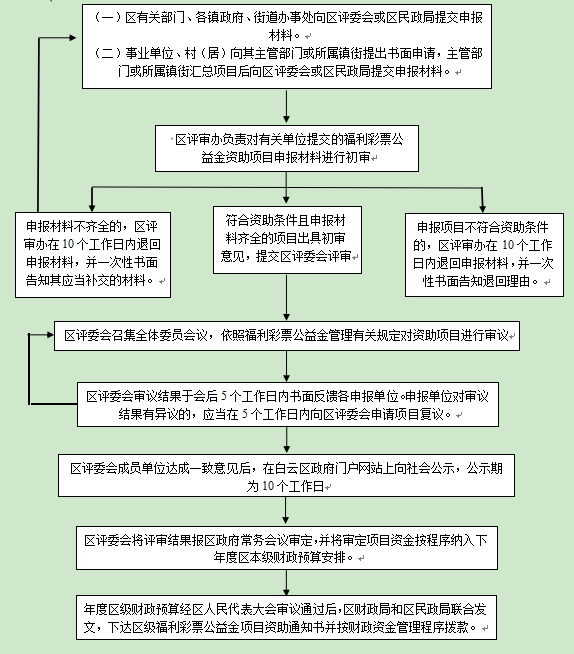 （一）区有关部门、各镇政府、街道办事处向区评委会或区民政局提交申报
材料。
（二）事业单位、村（居）向其主管部门或所属镇街提出书面申请，主管部
门或所属镇街汇总项目后向区评委会或区民政局提交申报材料。
区评审办负责对有关单位提交的福利彩票公
益金资助项目申报材料进行初审
申报材料不齐全的，区评
审办在10个工作日内退回
申报材料，并一次性书面
告知其应当补交的材料。
符合资助条件且申报材
料齐全的项目出具初审
意见，提交区评委会评审
申报项目不符合资助条件
的，区评审办在 10个工作
日内退回申报材料，并一次
性书面告知退回理由。
区评委会召集全体委员会议，依照福利彩票公益金管理有关规定对资助项目进行审议
区评委会审议结果于会后5个工作日内书面反馈各申报单位。申报单位对审议
结果有异议的，应当在5个工作日内向区评委会申请项目复议。
区评委会成员单位达成一致意见后，在白云区政府门户网站上向社会公示，公示期
为10个工作日
区评委会将评审结果报区政府常务会议审定，并将审定项目资金按程序纳入下
年度区本级财政预算安排。
年度区级财政预算经区人民代表大会审议通过后，区财政局和区民政局联合发
文，下达区级福利彩票公益金项目资助通知书并按财政资金管理程序拨款。